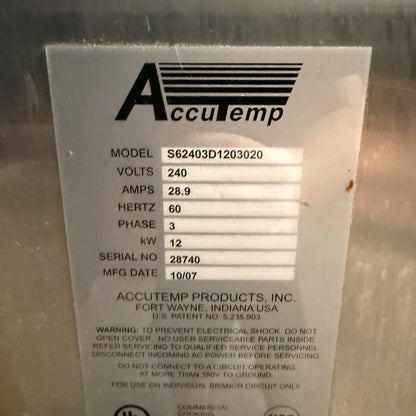 AccuTemp
MODEL S62403D1203020
VOLTS 240
AMPS 28.9
HERTZ 60
PHASE 3
kW 12
SERIAL NO 28740
MFG DATE 10/07
ACCUTEMP PRODUCTS, INC.
FORT WAYNE, INDIANA USA
U.S. PATENT NO. 5,235,903
WARNING: TO PREVENT ELECTRICAL SHOCK, DO NOT
OPEN COVER. NO USER SERVICEABLE PARTS INSIDE.
REFER SERVICING TO QUALIFIED SERVICE PERSONNEL.
DISCONNECT INCOMING AC POWER BEFORE SERVICING.
DO NOT CONNECT TO A CIRCUIT OPERATING
AT MORE THAN 150V TO GROUND.
FOR USE ON INDIVIDUAL BRANCH CIRCUIT ONLY
COMMERCIAL
COOKING